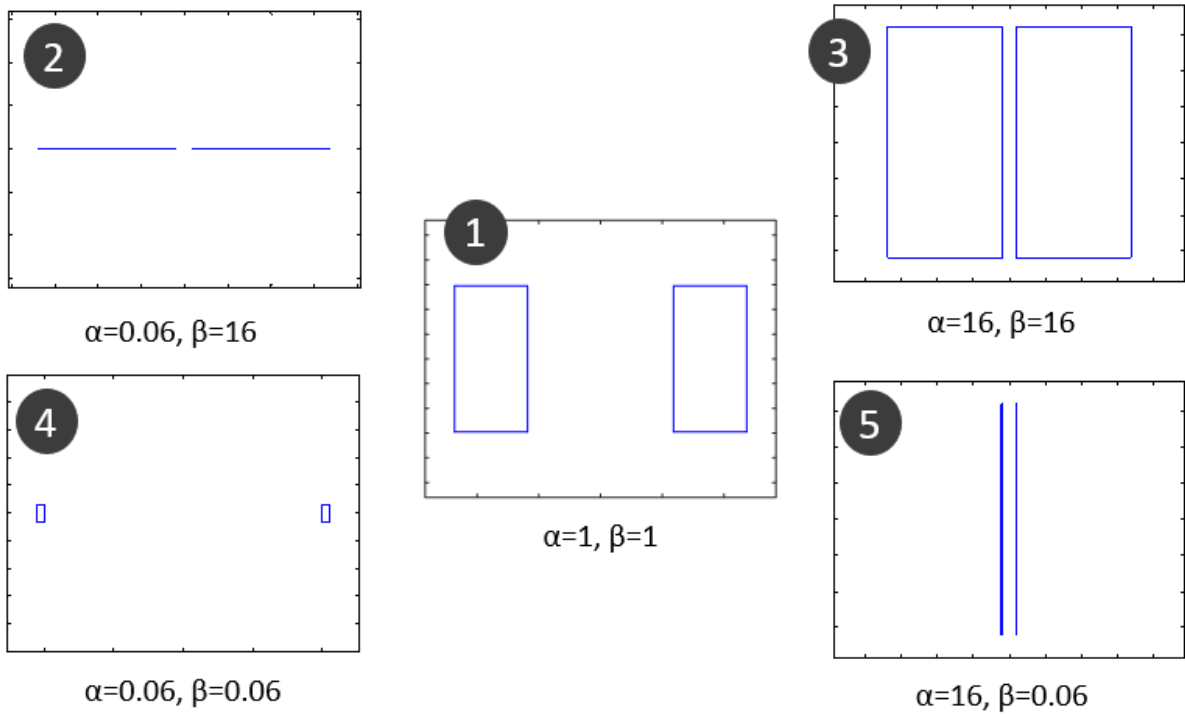 2
α=0.06, β=16
1
α=1, β=1
3
α=16, β=16
4
α=0.06, β=0.06
5
α=16, β=0.06